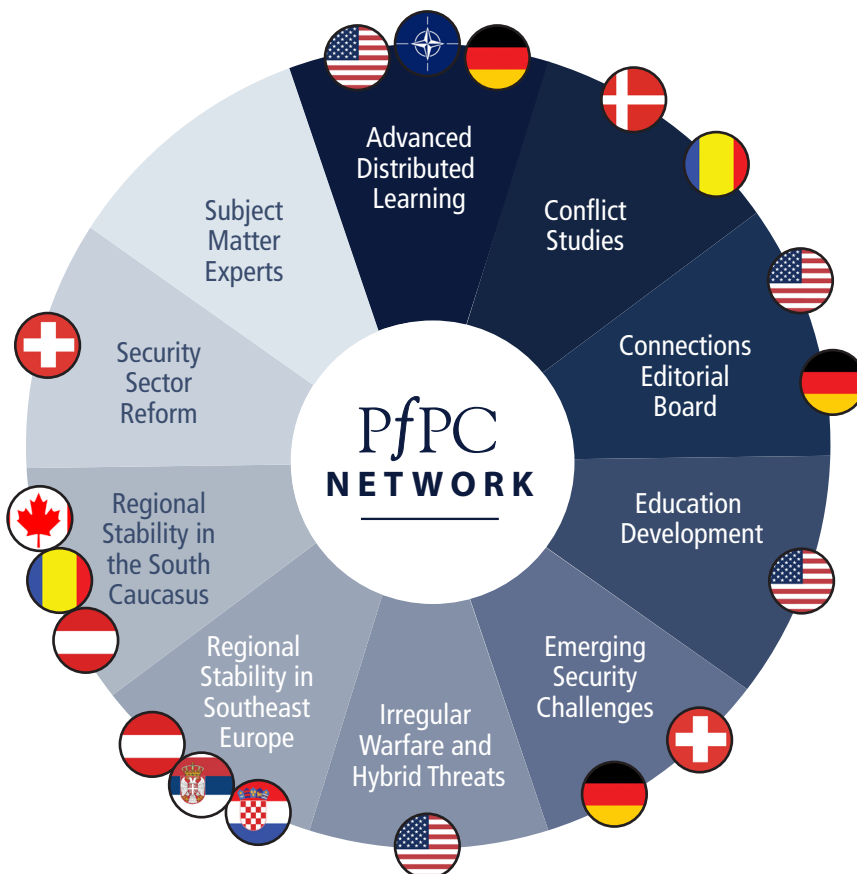 Advanced
Distributed
Learning
Conflict
Studies
Connections
Editorial
Board
Education
Development
Emerging
Security
Challenges
Irregular
Warfare and
Hybrid Threats
Regional
Stability in
Southeast
Europe
Regional
Stability in
the South
Caucasus
Security
Sector
Reform
Subject
Matter
Experts
PfPC
NETWORK